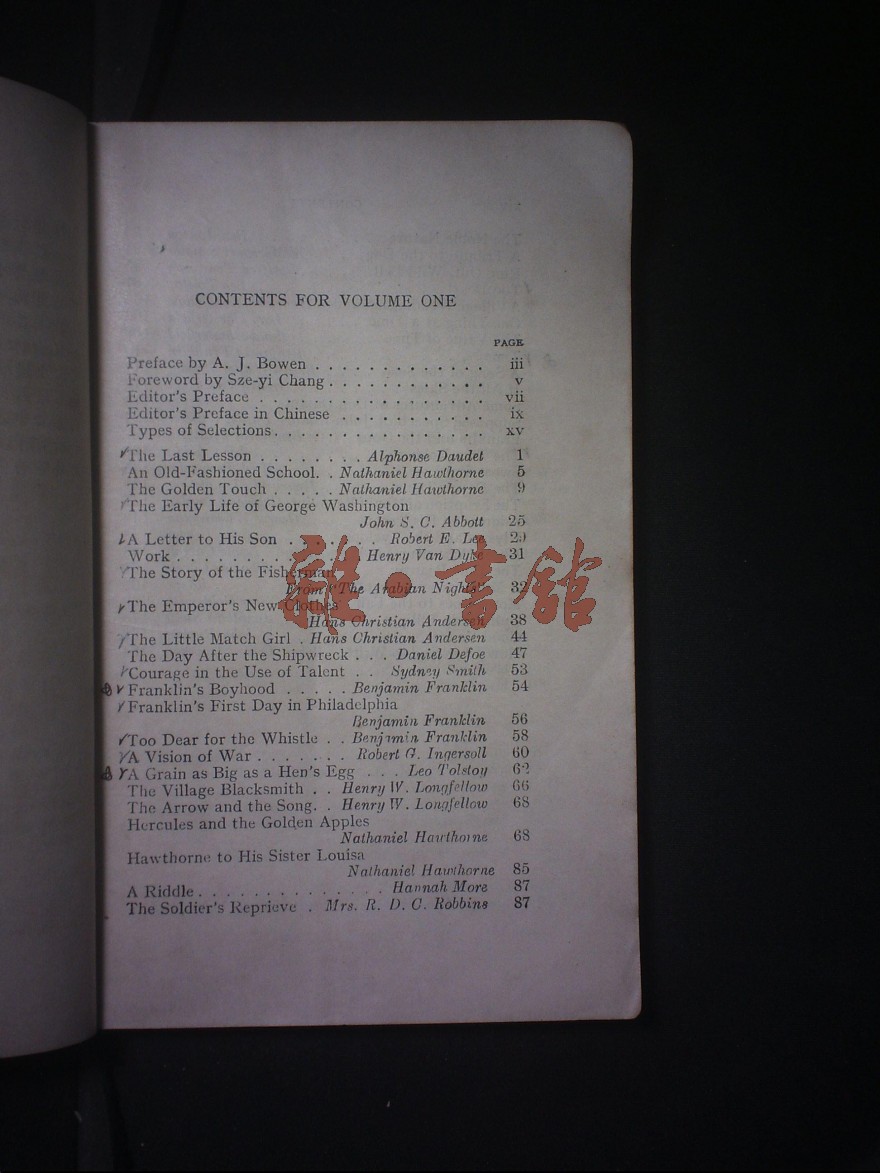 CONTENTS FOR VOLUME ONE
PAGE
Preface by A. J. Bowen . . . . . . . . . . . . . iii
Foreword by Sze-yi Chang . . . . . . . . . . . . v
Editor's Preface . . . . . . . . . . . . . . . . . vii
Editor's Preface in Chinese . . . . . . . . . . . ix
Types of Selections . . . . . . . . . . . . . . . . xv
The Last Lesson . . . . . . . . Alphonse Daudet 1
An Old-Fashioned School. . Nathaniel Hawthorne 5
The Golden Touch . . . . . Nathaniel Hawthorne 9
The Early Life of George Washington
John S. C. Abbott 25
A Letter to His Son . . . . . . . Robert E. Lee 29
Work . . . . . . . . . . . . . . Henry Van Dyke 31
The Story of the Fisherman
From "The Arabian Nights" 32
The Emperor's New Clothes
Hans Christian Andersen 38
The Little Match Girl . Hans Christian Andersen 44
The Day After the Shipwreck . . . Daniel Defoe 47
Courage in the Use of Talent . . Sydney Smith 53
Franklin's Boyhood . . . . . Benjamin Franklin 54
Franklin's First Day in Philadelphia
Benjamin Franklin 56
Too Dear for the Whistle . . Benjamin Franklin 58
A Vision of War . . . . . . . Robert G. Ingersoll 60
A Grain as Big as a Hen's Egg . . . Leo Tolstoy 62
The Village Blacksmith . . Henry W. Longfellow 66
The Arrow and the Song. . Henry W. Longfellow 68
Hercules and the Golden Apples
Nathaniel Hawthorne 68
Hawthorne to His Sister Louisa
Nathaniel Hawthorne 85
A Riddle . . . . . . . . . . . . . . Hannah More 87
The Soldier's Reprieve . Mrs. R. D. C. Robbins 87
雜·書館